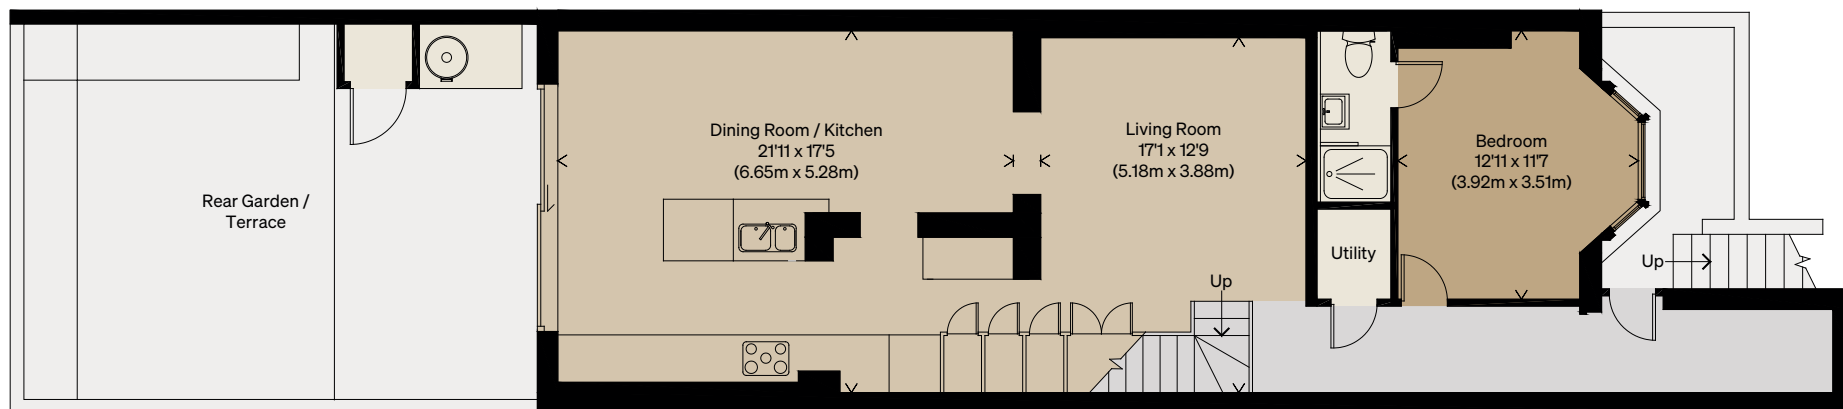 Rear Garden /
Terrace
Dining Room / Kitchen
21'11 x 17'5
(6.65m x 5.28m)
Living Room
17'1 x 12'9
(5.18m x 3.88m)
Up
Utility
Bedroom
12'11 x 11'7
(3.92m x 3.51m)
Up